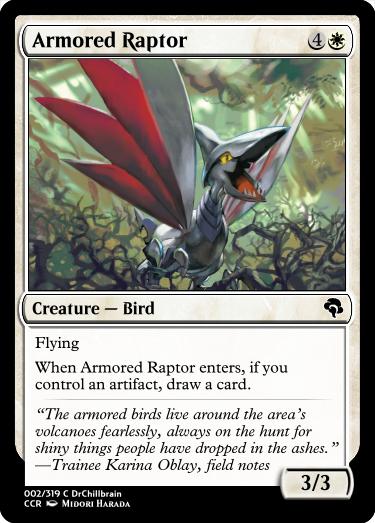 Armored Raptor 4
Creature — Bird
Flying
When Armored Raptor enters, if you
control an artifact, draw a card.
“The armored birds live around the area’s
volcanoes fearlessly, always on the hunt for
shiny things people have dropped in the ashes.”
—Trainee Karina Oblay, field notes
3/3
002/319 C DrChillbrain
CCR Midori Harada